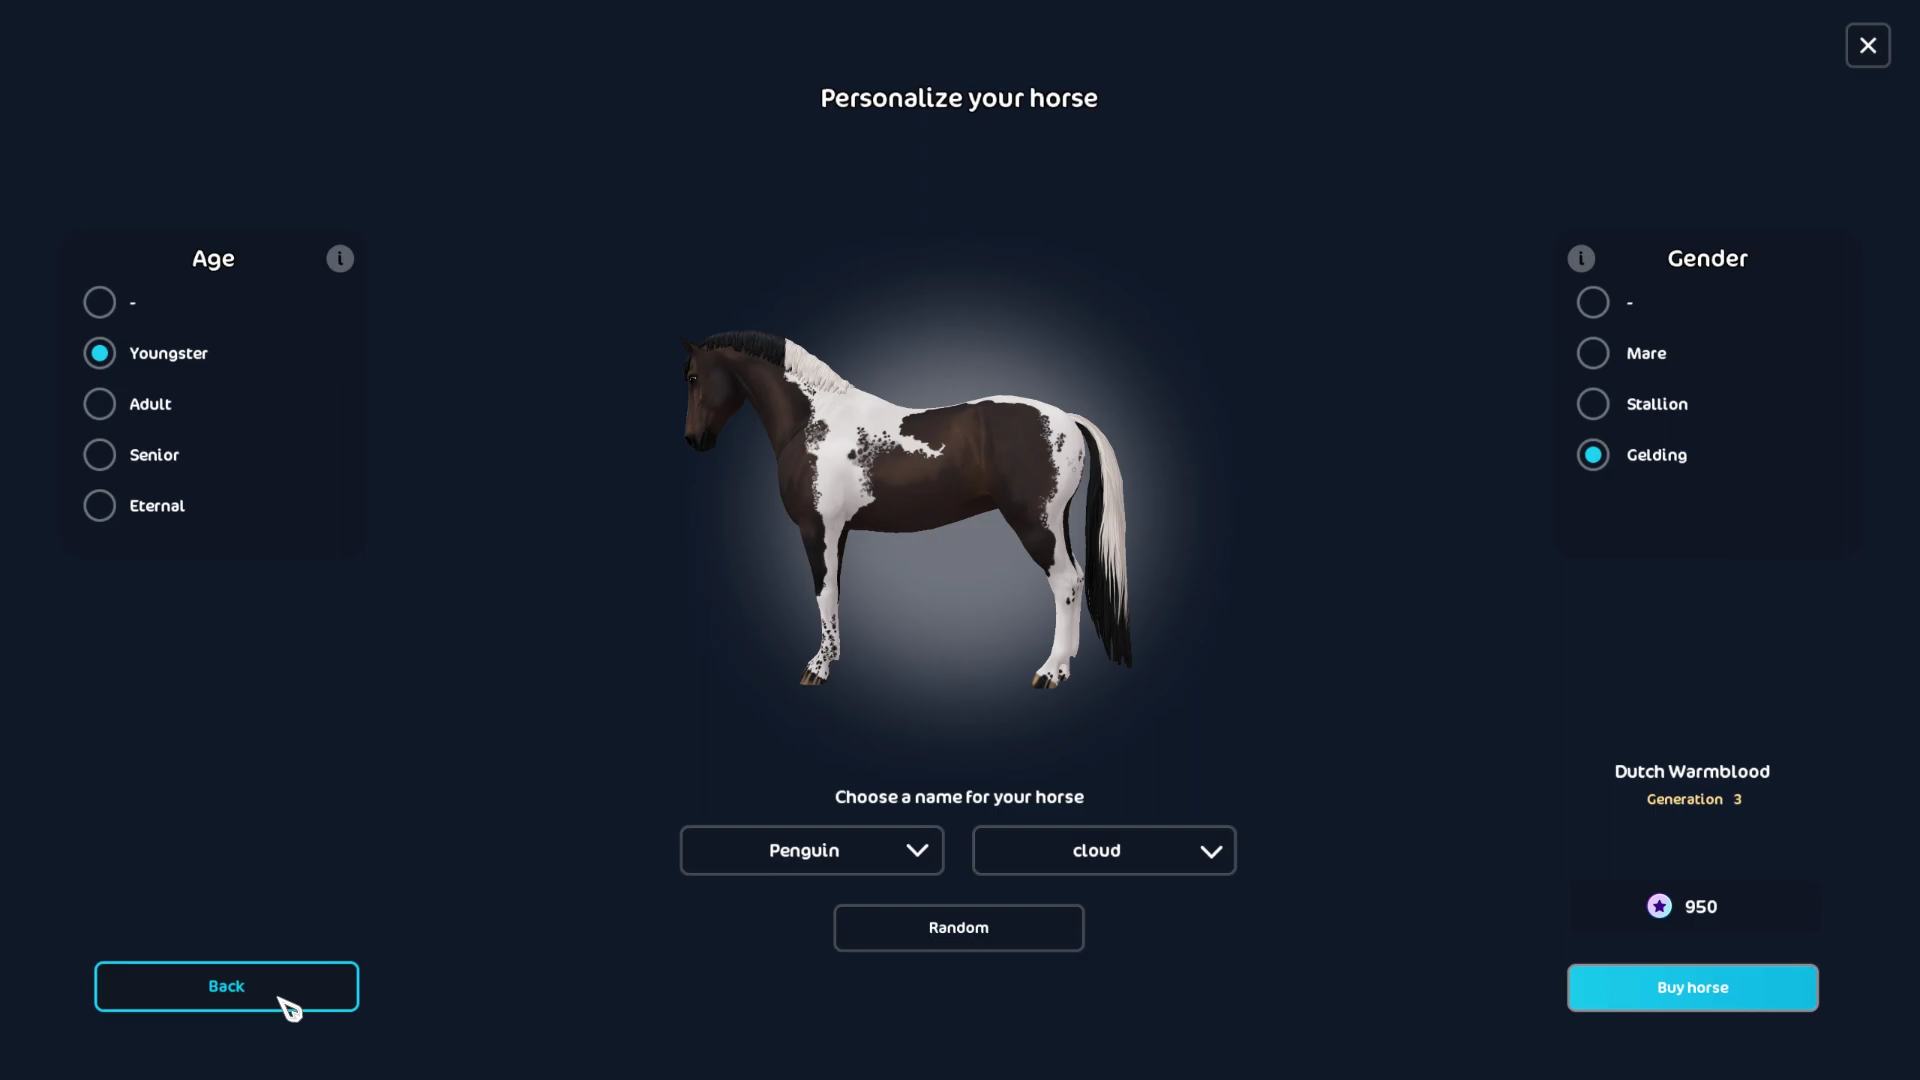 Personalize your horse
Age
i
-
Youngster
Adult
Senior
Eternal
i
Gender
-
Mare
Stallion
Gelding
Dutch Warmblood
Generation 3
Choose a name for your horse
Penguin
cloud
Random
950
Back
Buy horse